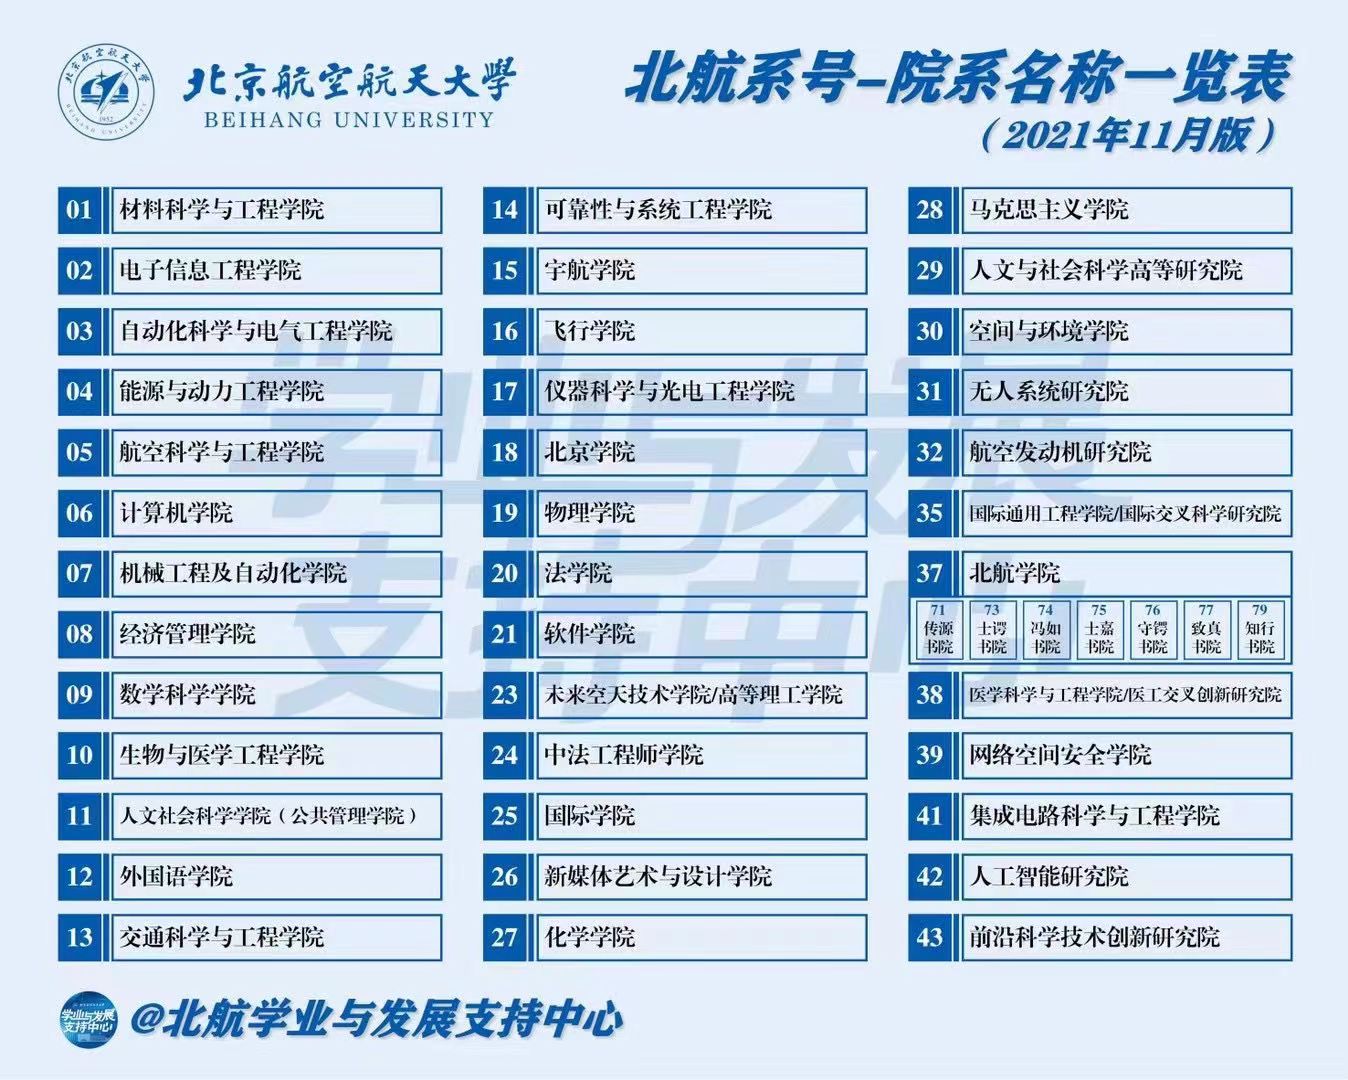 北京航空航天大學
BEIHANG UNIVERSITY
北航系号-院系名称一览表
（2021年11月版）
01 材料科学与工程学院
02 电子信息工程学院
03 自动化科学与电气工程学院
04 能源与动力工程学院
05 航空科学与工程学院
06 计算机学院
07 机械工程及自动化学院
08 经济管理学院
09 数学科学学院
10 生物与医学工程学院
11 人文社会科学学院（公共管理学院）
12 外国语学院
13 交通科学与工程学院
14 可靠性与系统工程学院
15 宇航学院
16 飞行学院
17 仪器科学与光电工程学院
18 北京学院
19 物理学院
20 法学院
21 软件学院
23 未来空天技术学院/高等理工学院
24 中法工程师学院
25 国际学院
26 新媒体艺术与设计学院
27 化学学院
28 马克思主义学院
29 人文与社会科学高等研究院
30 空间与环境学院
31 无人系统研究院
32 航空发动机研究院
35 国际通用工程学院/国际交叉科学研究院
37 北航学院
71 传源书院
73 士谔书院
74 冯如书院
75 士嘉书院
76 守锷书院
77 致真书院
79 知行书院
38 医学科学与工程学院/医工交叉创新研究院
39 网络空间安全学院
41 集成电路科学与工程学院
42 人工智能研究院
43 前沿科学技术创新研究院
学业与发展
支持中心
学业与发展
支持中心
@北航学业与发展支持中心